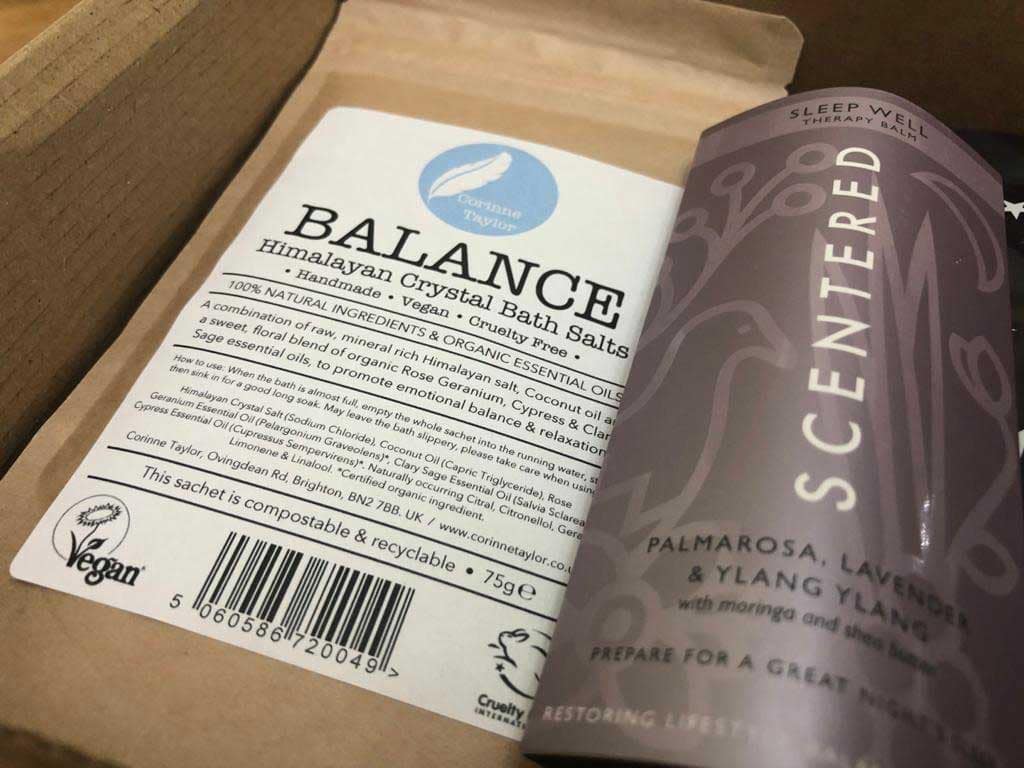 Corinne
Taylor
BALANCE
Himalayan Crystal Bath Salts
• Handmade • Vegan • Cruelty Free •
100% NATURAL INGREDIENTS & ORGANIC ESSENTIAL OILS
A combination of raw, mineral rich Himalayan salt, Coconut oil
a sweet, floral blend of organic Rose Geranium, Cypress &
Sage essential oils, to promote emotional balance & relaxation
How to use: When the bath is almost full, empty the whole sachet into the running water,
then sink in for a good long soak. May leave the bath slippery, please take care when
Himalayan Crystal Salt (Sodium Chloride), Coconut Oil (Capric Triglyceride), Rose
Geranium Essential Oil (Pelargonium Graveolens)*. Clary Sage Essential Oil (Salvia
Cypress Essential Oil (Cupressus Sempervirens)*. Naturally occurring Citral, Citronellol,
Limonene & Linalool. *Certified organic ingredient.
Corinne Taylor, Ovingdean Rd, Brighton, BN2 7BB. UK / www.corinnetaylor.co.
This sachet is compostable & recyclable • 75g℮
Vegan
5 060586 720049 >
Cruelty
SLEEP WELL
THERAPY BALM
SCENTERED
PALMAROSA, LAVENDER
& YLANG YLANG
with moringa and shea butter
PREPARE FOR A GREAT NIGHT'S
RESTORING